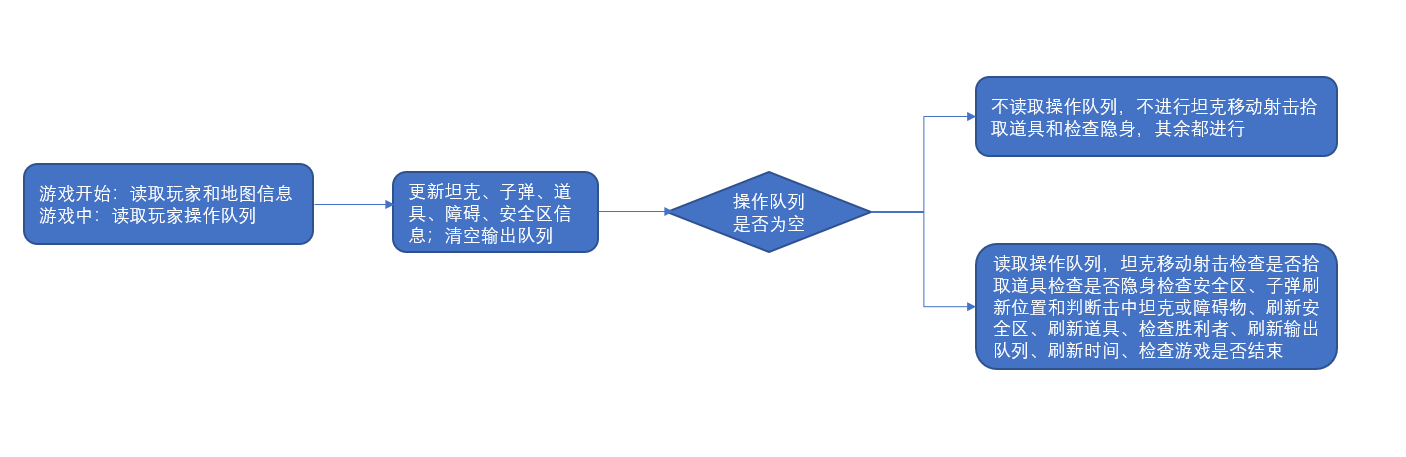 游戏开始：读取玩家和地图信息
游戏中：读取玩家操作队列
更新坦克、子弹、道
具、障碍、安全区信
息；清空输出队列
操作队列
是否为空
不读取操作队列，不进行坦克移动射击拾
取道具和检查隐身，其余都进行
读取操作队列，坦克移动射击检查是否拾
取道具检查是否隐身检查安全区、子弹刷
新位置和判断击中坦克或障碍物、刷新安
全区、刷新道具、检查胜利者、刷新输出
队列、刷新时间、检查游戏是否结束